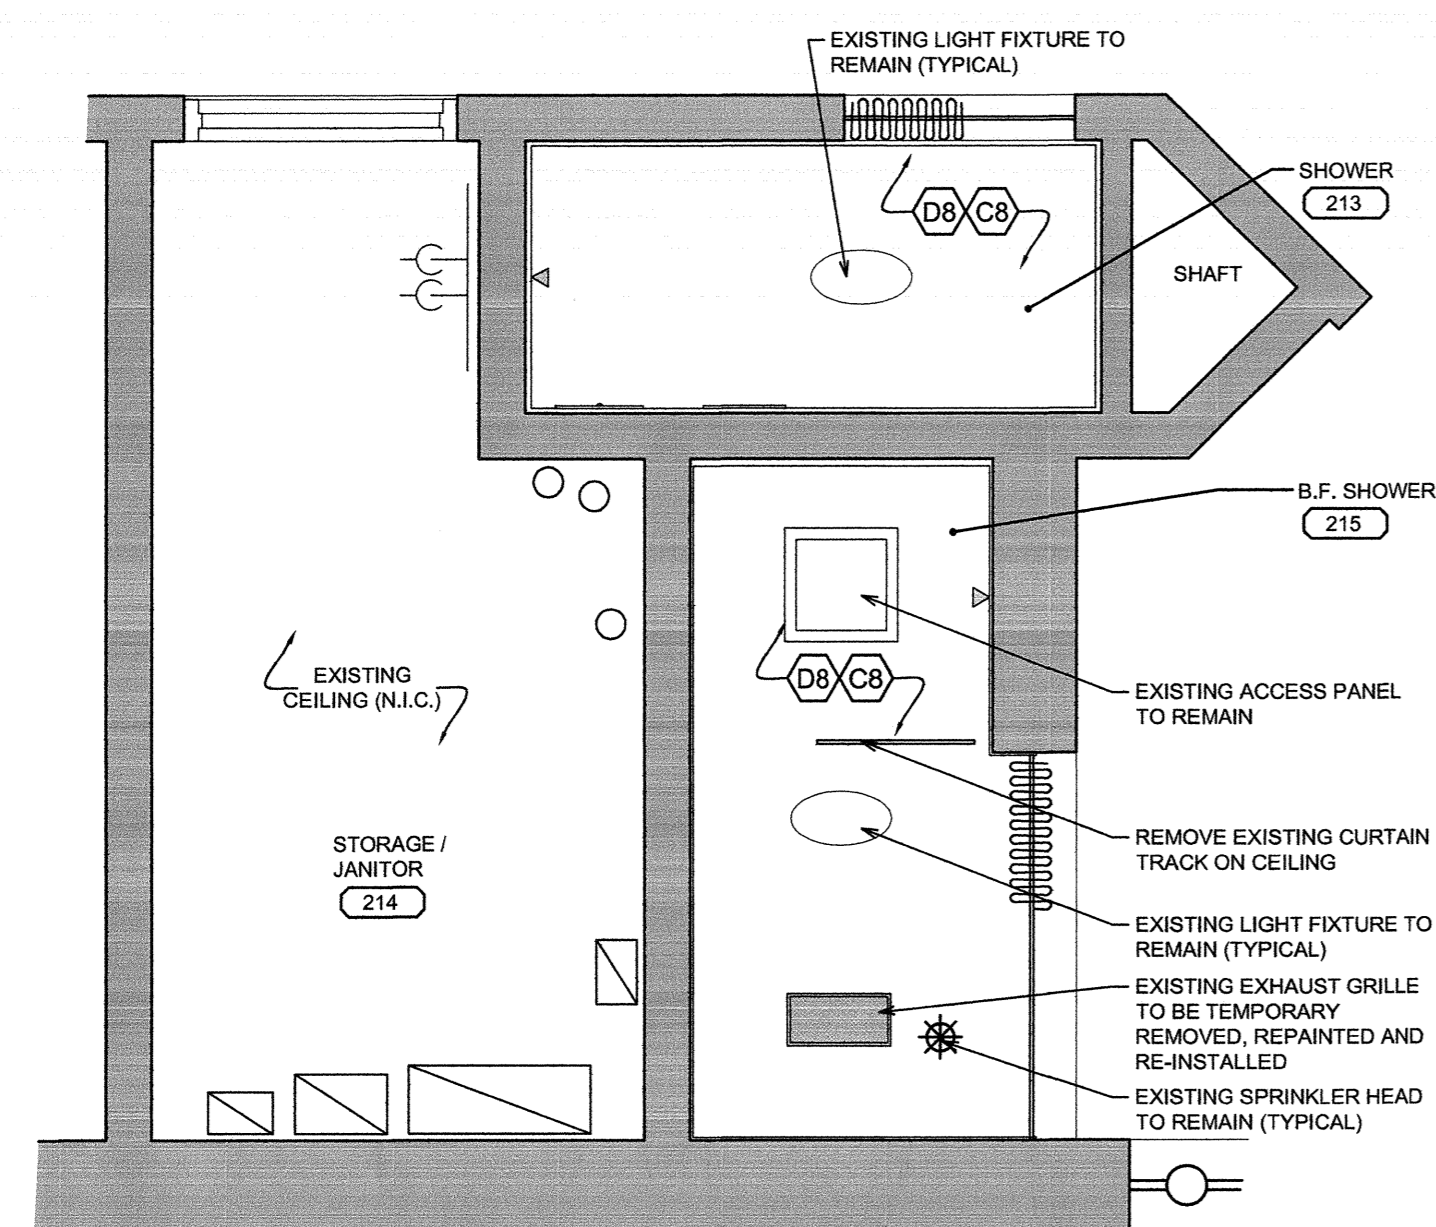 EXISTING LIGHT FIXTURE TO
REMAIN (TYPICAL)
SHOWER
213
D8
C8
SHAFT
B.F. SHOWER
215
EXISTING
CEILING (N.I.C.)
D8
C8
EXISTING ACCESS PANEL
TO REMAIN
STORAGE /
JANITOR
214
REMOVE EXISTING CURTAIN
TRACK ON CEILING
EXISTING LIGHT FIXTURE TO
REMAIN (TYPICAL)
EXISTING EXHAUST GRILLE
TO BE TEMPORARY
REMOVED, REPAINTED AND
RE-INSTALLED
EXISTING SPRINKLER HEAD
TO REMAIN (TYPICAL)